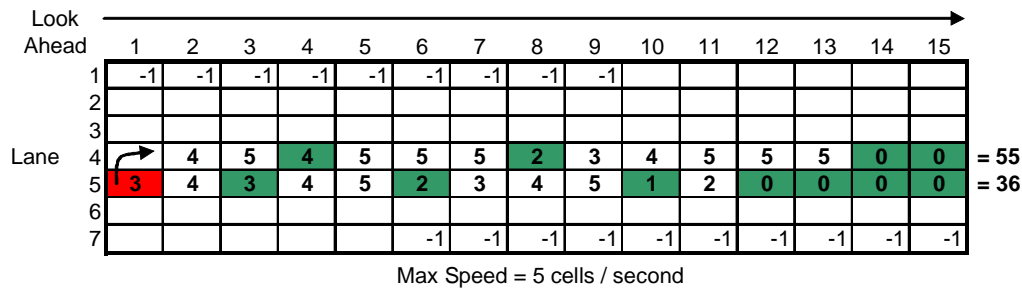 Look
Ahead 1 2 3 4 5 6 7 8 9 10 11 12 13 14 15
1 -1 -1 -1 -1 -1 -1 -1 -1 -1
2
3
Lane 4 4 5 4 5 5 5 2 3 4 5 5 5 0 0 = 55
5 3 4 3 4 5 2 3 4 5 1 2 0 0 0 0 = 36
6
7 -1 -1 -1 -1 -1 -1 -1 -1 -1 -1
Max Speed = 5 cells / second